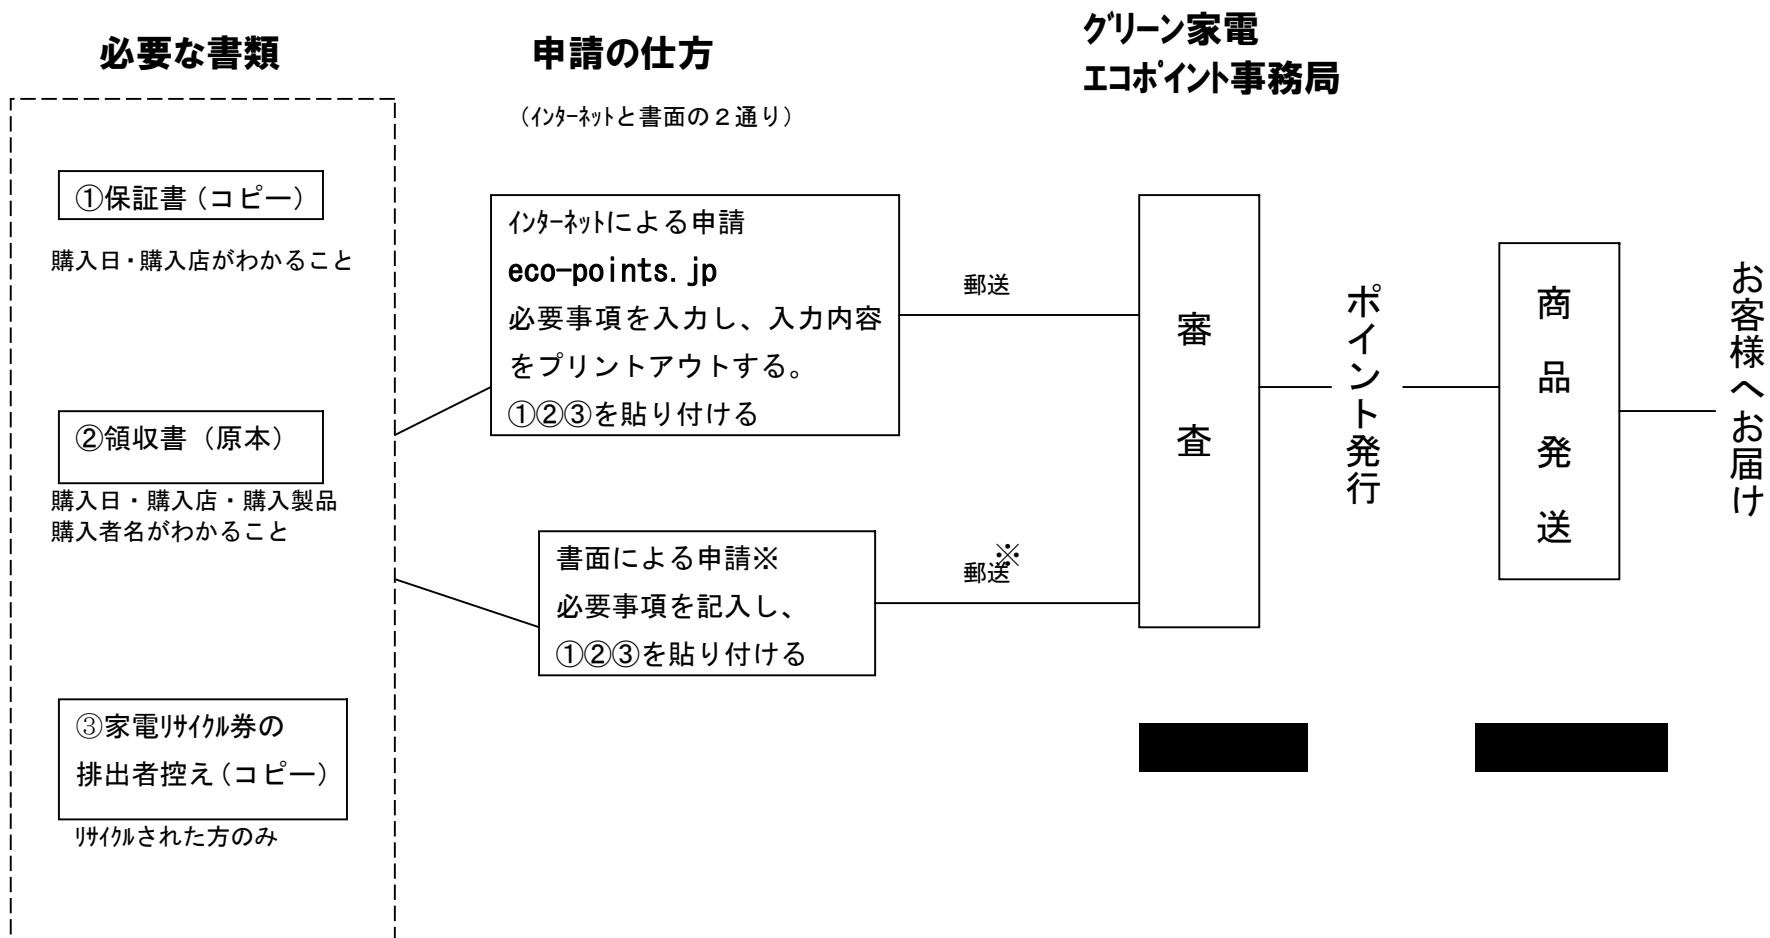 必要な書類
申請の仕方
(インターネットと書面の2通り)
グリーン家電
エコポイント事務局
①保証書(コピー)
購入日・購入店がわかること
②領収書(原本)
購入日・購入店・購入製品
購入者名がわかること
③家電リサイクル券の
排出者控え(コピー)
リサイクルされた方のみ
インターネットによる申請
eco-points.jp
必要事項を入力し、入力内容
をプリントアウトする。
①②③を貼り付ける
郵送
書面による申請※
必要事項を記入し、
①②③を貼り付ける
郵送※
審査
ポイント発行
商品発送
お客様へお届け